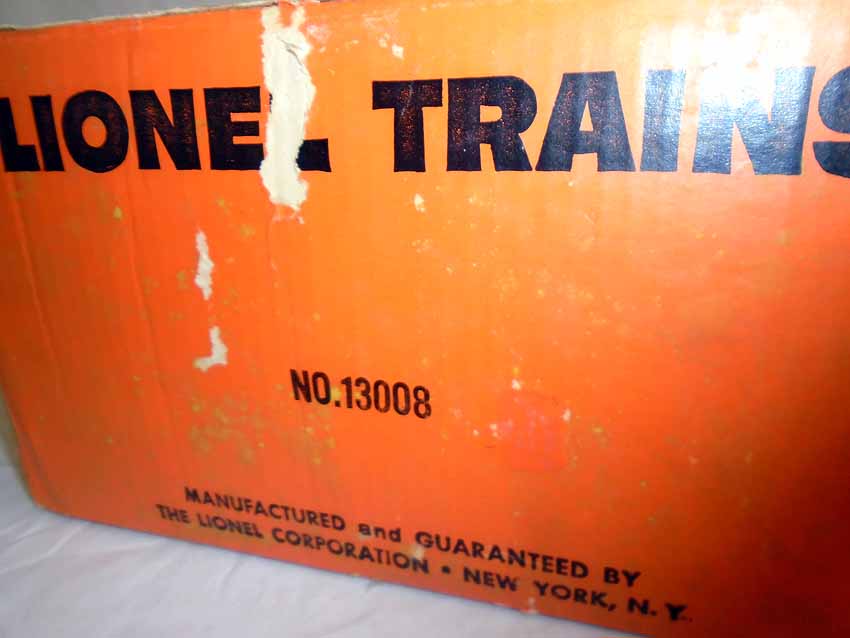 LIONEL TRAINS
NO.13008
MANUFACTURED and GUARANTEED BY
THE LIONEL CORPORATION • NEW YORK, N.Y.